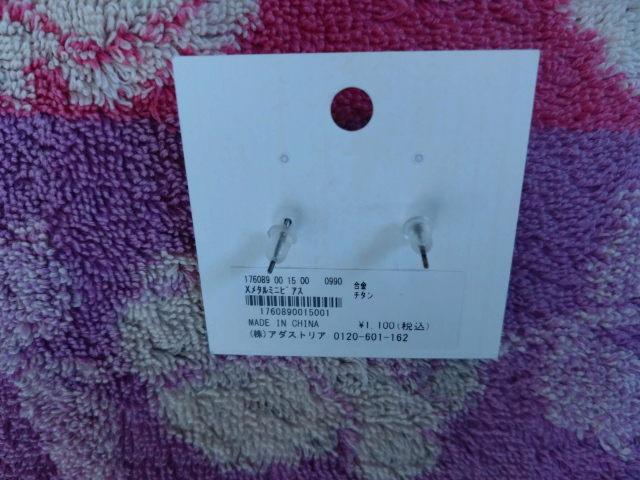 176089 00 15 00 0990 合金
Xメタルミニピアス チタン
1760890015001
MADE IN CHINA ¥1,100(税込)
(株)アダストリア 0120-601-162